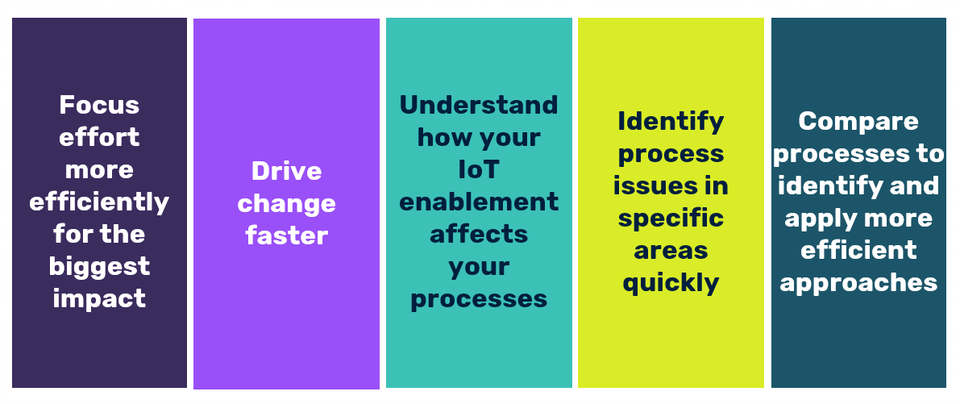 Focus
effort
more
efficiently
for the
biggest
impact
Drive
change
faster
Understand
how your
IoT
enablement
affects
your
processes
Identify
process
issues in
specific
areas
quickly
Compare
processes to
identify and
apply more
efficient
approaches